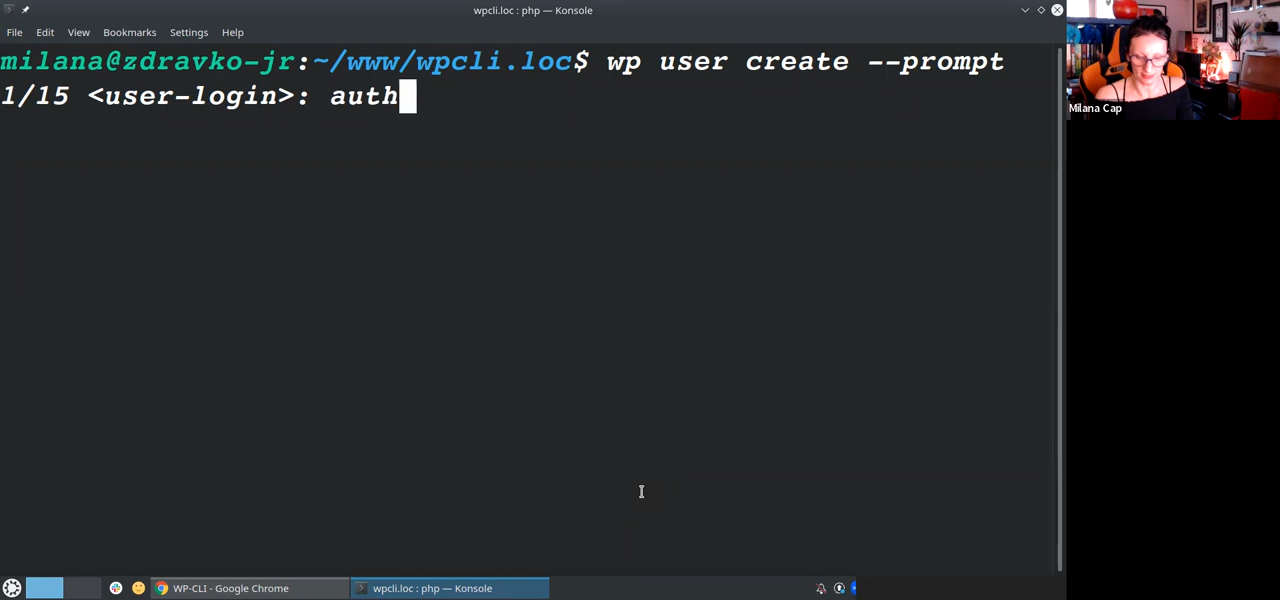 wpcli.loc : php — Konsole
File Edit View Bookmarks Settings Help
milana@zdravko-jr:~/www/wpcli.loc$ wp user create --prompt
1/15 <user-login>: auth
Milana Cap
WP-CLI - Google Chrome
wpcli.loc : php — Konsole